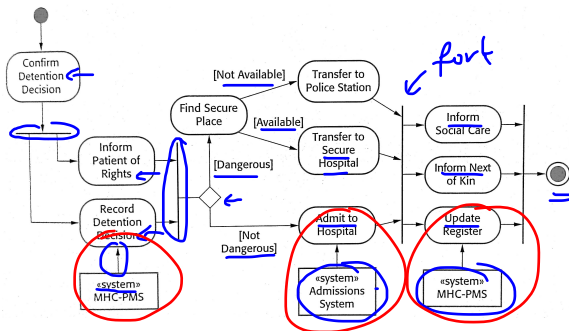 Confirm
Detention
Decision
Inform
Patient of
Rights
Record
Detention
Decision
«system»
MHC-PMS
Find Secure
Place
[Dangerous]
[Not
Dangerous]
[Not Available]
[Available]
Transfer to
Police Station
Transfer to
Secure
Hospital
Admit to
Hospital
«system»
Admissions
System
fort
Inform
Social Care
Inform Next
of Kin
Update
Register
«system»
MHC-PMS